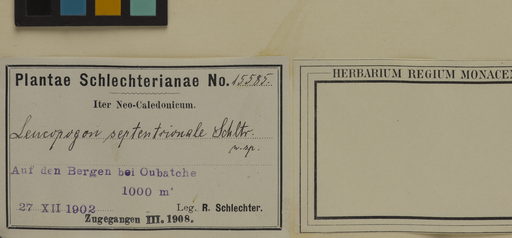 Plantae Schlechterianae No. 15585.
Iter Neo-Caledonicum.
Leucopogon septentrionale Schltr.
n. sp.
Auf den Bergen bei Oubatche
1000 m
27 XII 1902 Leg. R. Schlechter.
Zugegangen III. 1908.
HERBARIUM REGIUM MONACEN